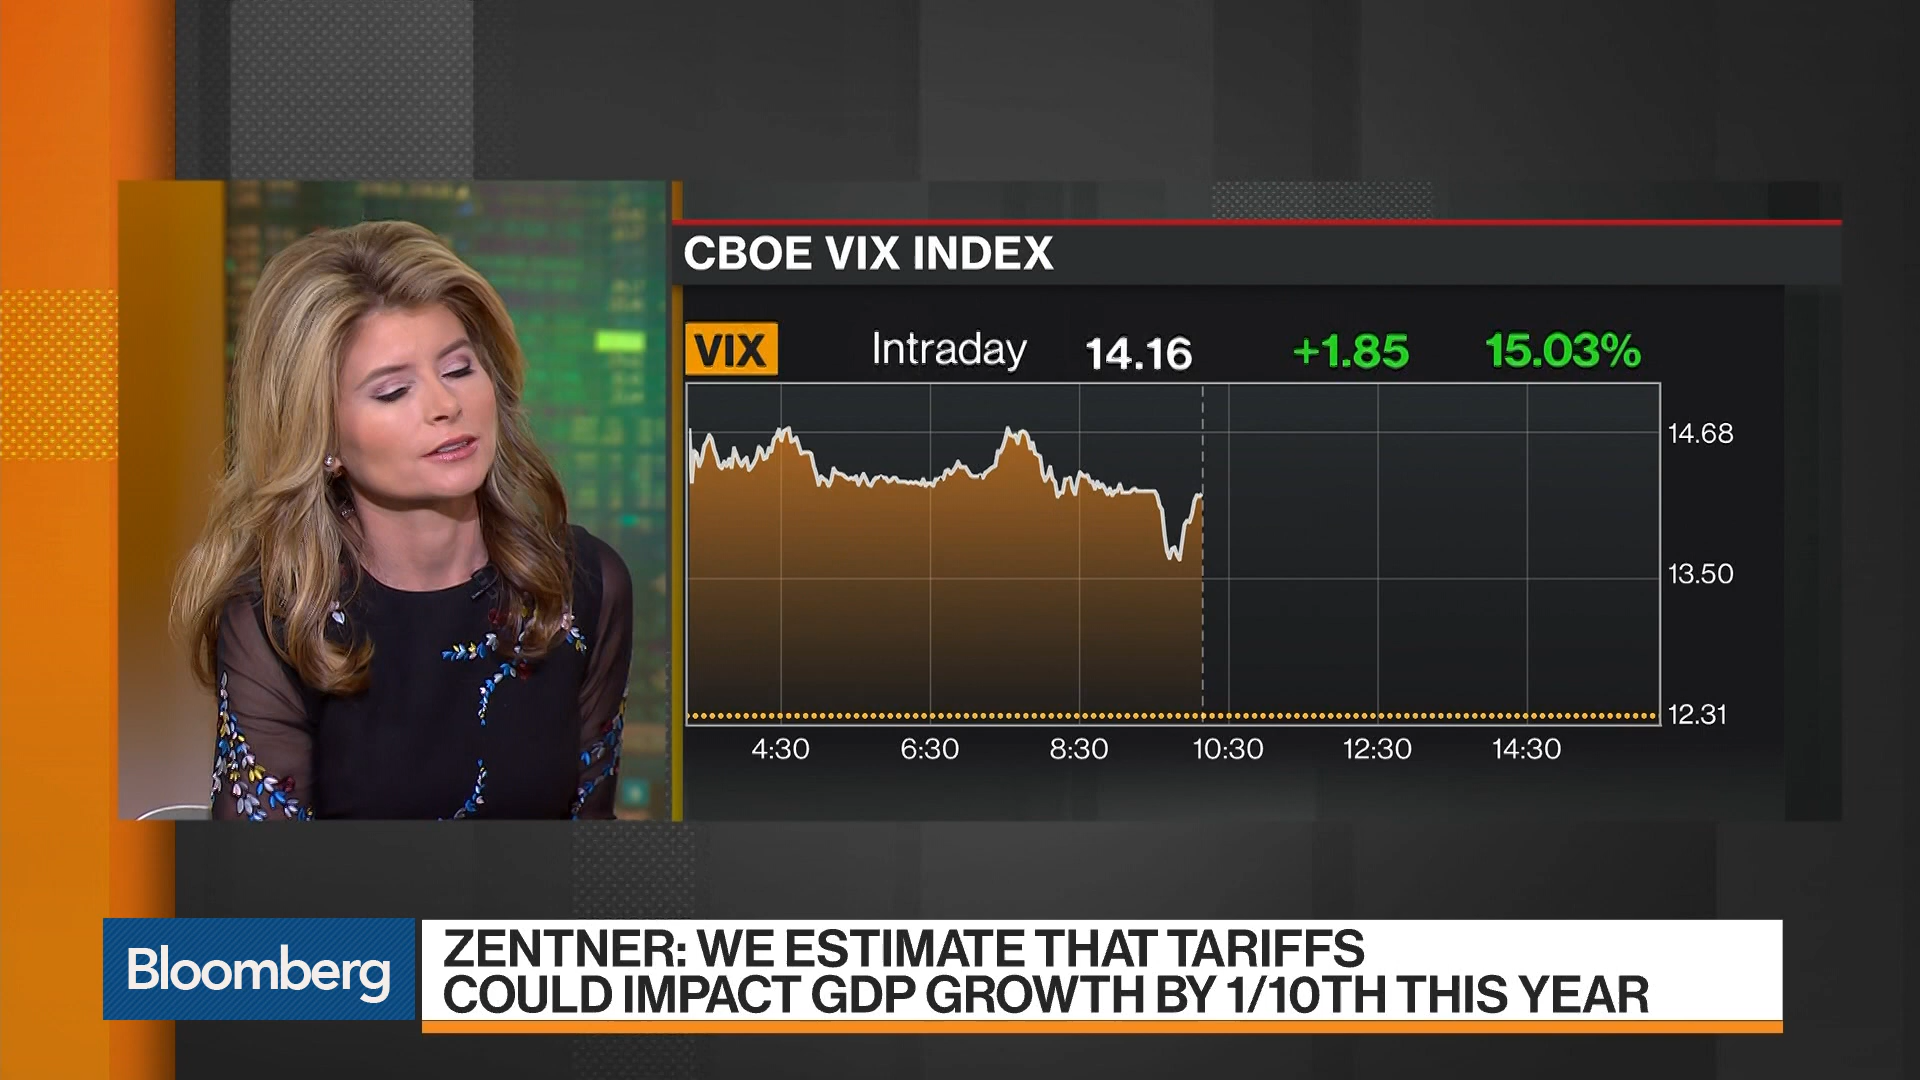 CBOE VIX INDEX
VIX Intraday 14.16 +1.85 15.03%
14.68
13.50
12.31
4:30 6:30 8:30 10:30 12:30 14:30
Bloomberg
ZENTNER: WE ESTIMATE THAT TARIFFS
COULD IMPACT GDP GROWTH BY 1/10TH THIS YEAR